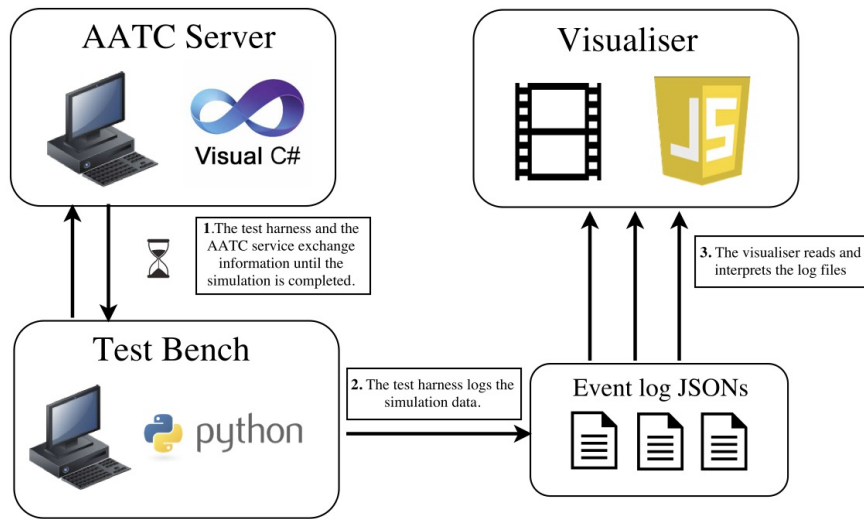 AATC Server
Visual C#
Visualiser
JS
1.The test harness and the
AATC service exchange
information until the
simulation is completed.
3. The visualiser reads and
interprets the log files
Test Bench
python
2. The test harness logs the
simulation data.
Event log JSONs